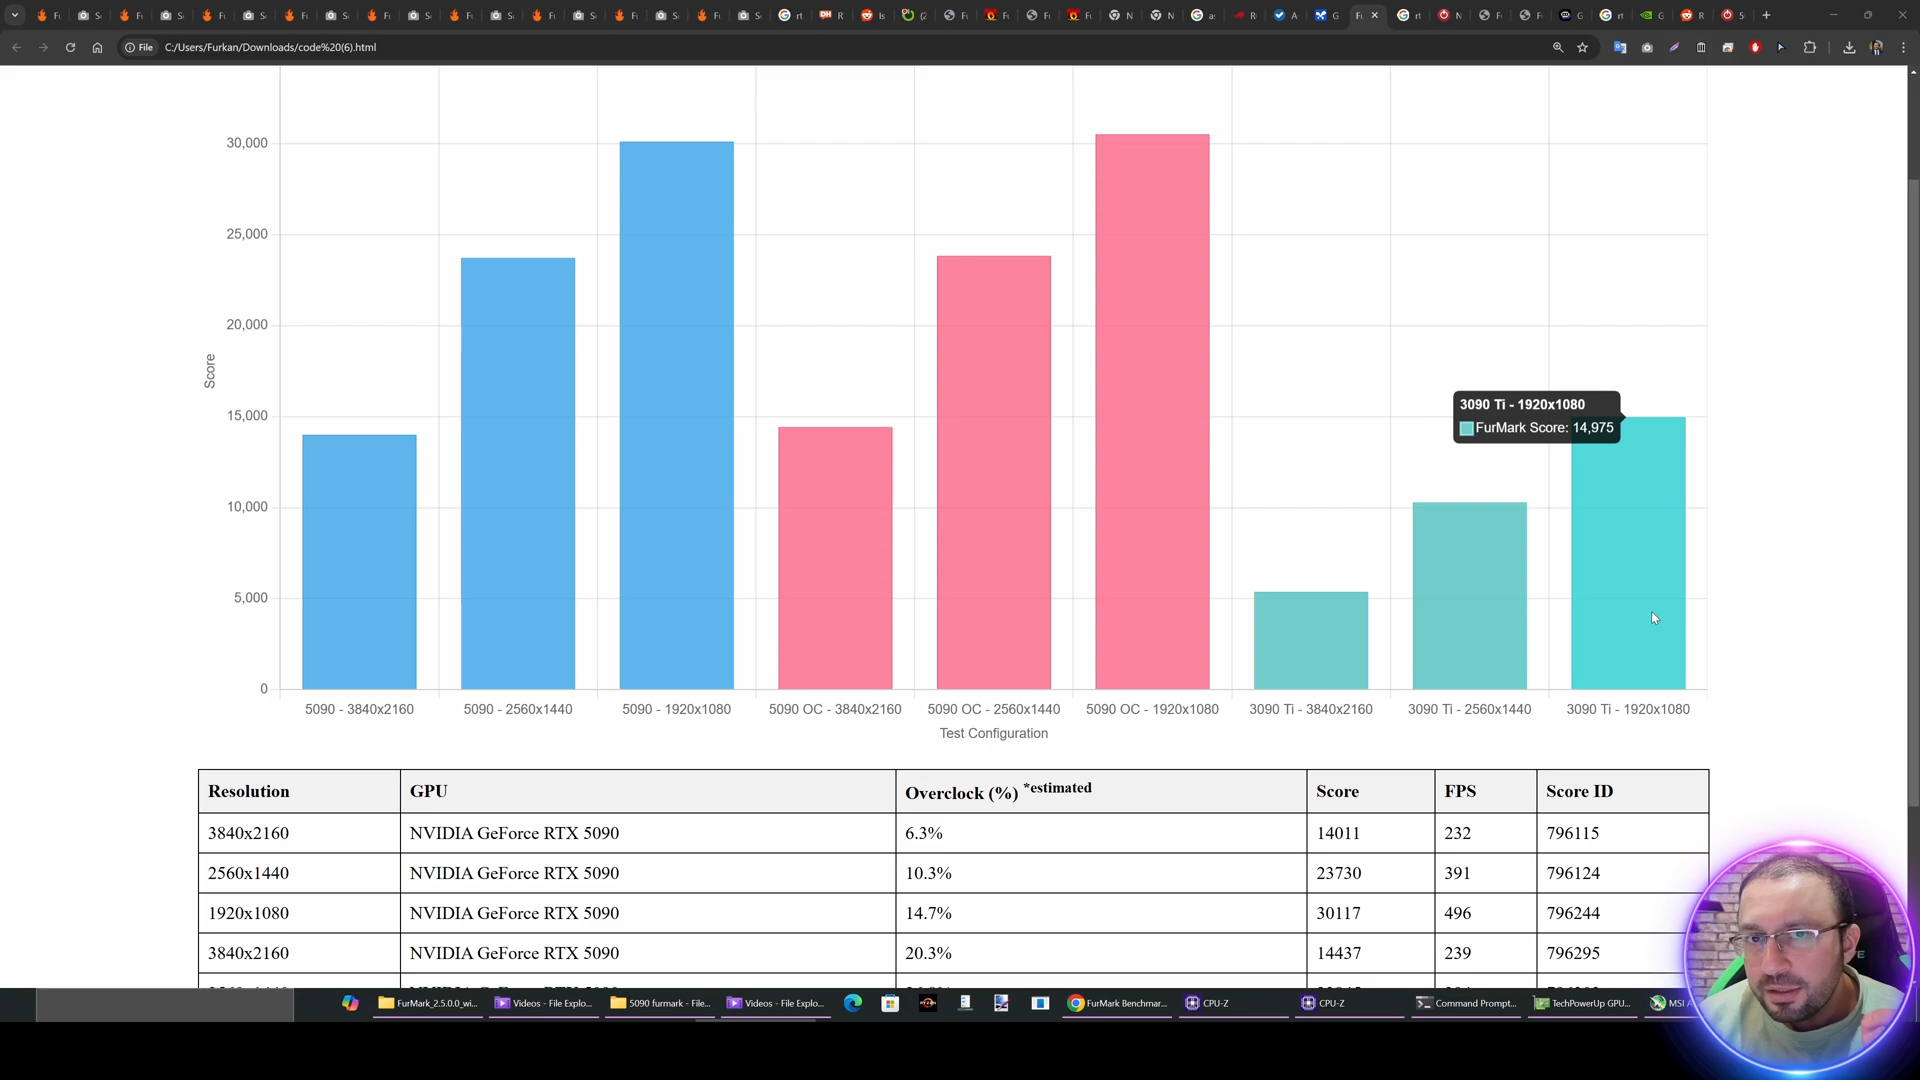 File C:/Users/Furkan/Downloads/code%20(6).html
30,000
25,000
20,000
15,000
10,000
5,000
0
Score
3090 Ti - 1920x1080
FurMark Score: 14,975
5090 - 3840x2160
5090 - 2560x1440
5090 - 1920x1080
5090 OC - 3840x2160
5090 OC - 2560x1440
5090 OC - 1920x1080
3090 Ti - 3840x2160
3090 Ti - 2560x1440
3090 Ti - 1920x1080
Test Configuration
Resolution GPU Overclock (%) *estimated Score FPS Score ID
3840x2160 NVIDIA GeForce RTX 5090 6.3% 14011 232 796115
2560x1440 NVIDIA GeForce RTX 5090 10.3% 23730 391 796124
1920x1080 NVIDIA GeForce RTX 5090 14.7% 30117 496 796244
3840x2160 NVIDIA GeForce RTX 5090 20.3% 14437 239 796295
FurMark_2.5.0.0_wi... Videos - File Explo... 5090 furmark - File... Videos - File Explo... FurMark Benchmar... CPU-Z CPU-Z Command Prompt... TechPowerUp GPU... MSI